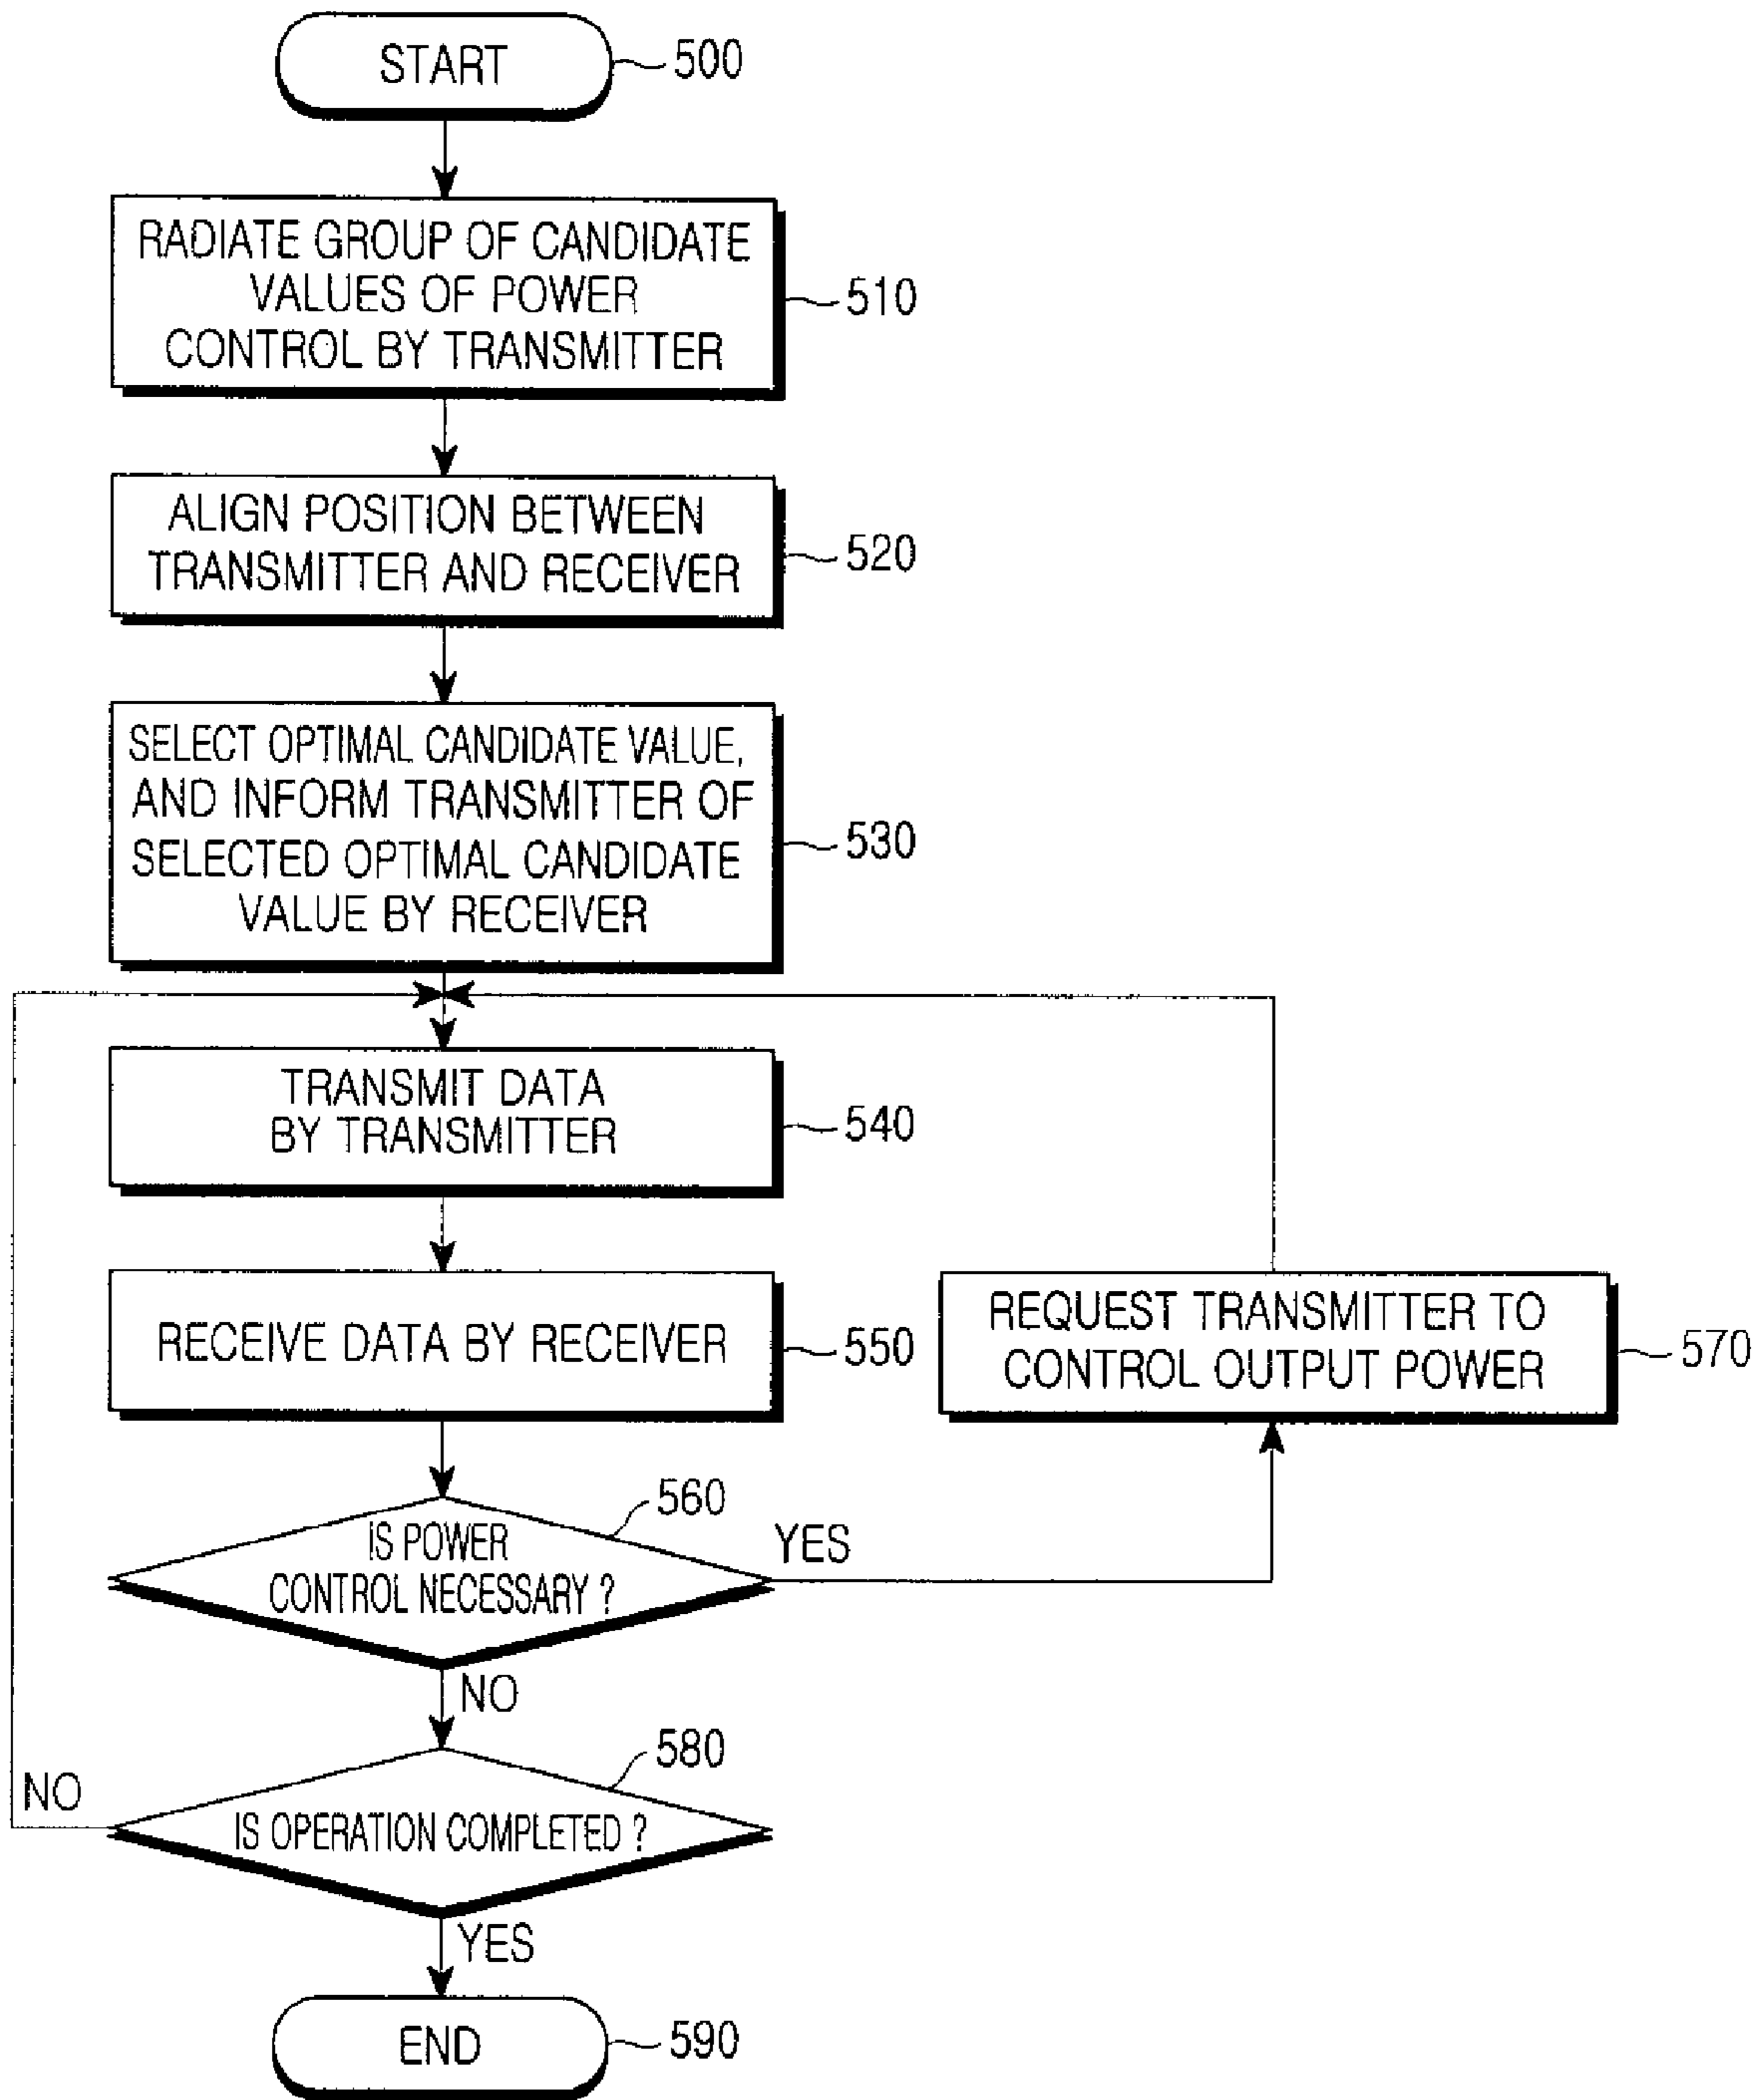 START
500
RADIATE GROUP OF CANDIDATE
VALUES OF POWER
CONTROL BY TRANSMITTER
510
ALIGN POSITION BETWEEN
TRANSMITTER AND RECEIVER
520
SELECT OPTIMAL CANDIDATE VALUE,
AND INFORM TRANSMITTER OF
SELECTED OPTIMAL CANDIDATE
VALUE BY RECEIVER
530
TRANSMIT DATA
BY TRANSMITTER
540
RECEIVE DATA BY RECEIVER
550
REQUEST TRANSMITTER TO
CONTROL OUTPUT POWER
570
IS POWER
CONTROL NECESSARY ?
560
YES
NO
IS OPERATION COMPLETED ?
580
NO
YES
END
590